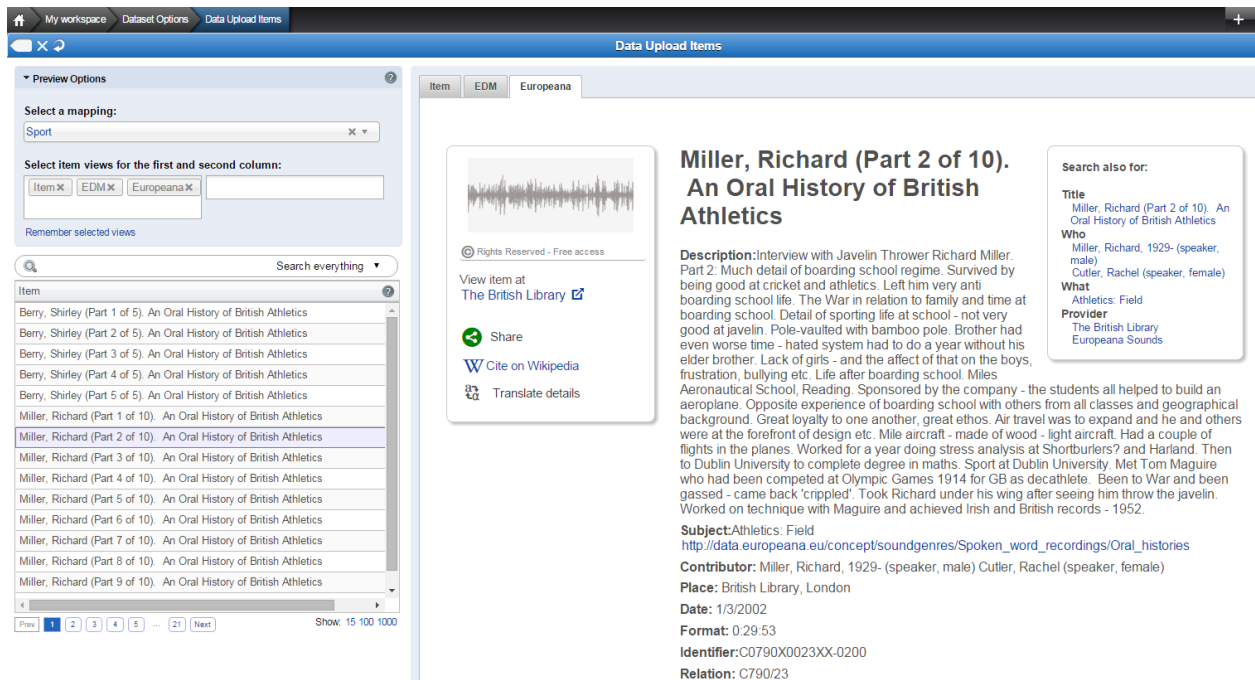 My workspace Dataset Options Data Upload Items
Data Upload Items
Preview Options
Select a mapping:
Sport
Select item views for the first and second column:
Item EDM Europeana
Remember selected views
Search everything
Item
Berry, Shirley (Part 1 of 5). An Oral History of British Athletics
Berry, Shirley (Part 2 of 5). An Oral History of British Athletics
Berry, Shirley (Part 3 of 5). An Oral History of British Athletics
Berry, Shirley (Part 4 of 5). An Oral History of British Athletics
Berry, Shirley (Part 5 of 5). An Oral History of British Athletics
Miller, Richard (Part 1 of 10). An Oral History of British Athletics
Miller, Richard (Part 2 of 10). An Oral History of British Athletics
Miller, Richard (Part 3 of 10). An Oral History of British Athletics
Miller, Richard (Part 4 of 10). An Oral History of British Athletics
Miller, Richard (Part 5 of 10). An Oral History of British Athletics
Miller, Richard (Part 6 of 10). An Oral History of British Athletics
Miller, Richard (Part 7 of 10). An Oral History of British Athletics
Miller, Richard (Part 8 of 10). An Oral History of British Athletics
Miller, Richard (Part 9 of 10). An Oral History of British Athletics
Prev 1 2 3 4 5 ... 21 Next Show: 15 100 1000
Item EDM Europeana
© Rights Reserved - Free access
View item at
The British Library
Share
Cite on Wikipedia
Translate details
Miller, Richard (Part 2 of 10).
An Oral History of British
Athletics
Description:Interview with Javelin Thrower Richard Miller.
Part 2: Much detail of boarding school regime. Survived by
being good at cricket and athletics. Left him very anti
boarding school life. The War in relation to family and time at
boarding school. Detail of sporting life at school - not very
good at javelin. Pole-vaulted with bamboo pole. Brother had
even worse time - hated system had to do a year without his
elder brother. Lack of girls - and the affect of that on the boys,
frustration, bullying etc. Life after boarding school. Miles
Aeronautical School, Reading. Sponsored by the company - the students all helped to build an
aeroplane. Opposite experience of boarding school with others from all classes and geographical
background. Great loyalty to one another, great ethos. Air travel was to expand and he and others
were at the forefront of design etc. Mile aircraft - made of wood - light aircraft. Had a couple of
flights in the planes. Worked for a year doing stress analysis at Shortburlers? and Harland. Then
to Dublin University to complete degree in maths. Sport at Dublin University. Met Tom Maguire
who had been competed at Olympic Games 1914 for GB as decathlete. Been to War and been
gassed - came back 'crippled'. Took Richard under his wing after seeing him throw the javelin.
Worked on technique with Maguire and achieved Irish and British records - 1952.
Subject:Athletics: Field
http://data.europeana.eu/concept/soundgenres/Spoken_word_recordings/Oral_histories
Contributor: Miller, Richard, 1929- (speaker, male) Cutler, Rachel (speaker, female)
Place: British Library, London
Date: 1/3/2002
Format: 0:29:53
Identifier:C0790X0023XX-0200
Relation: C790/23
Search also for:
Title
Miller, Richard (Part 2 of 10). An
Oral History of British Athletics
Who
Miller, Richard, 1929- (speaker,
male)
Cutler, Rachel (speaker, female)
What
Athletics: Field
Provider
The British Library
Europeana Sounds